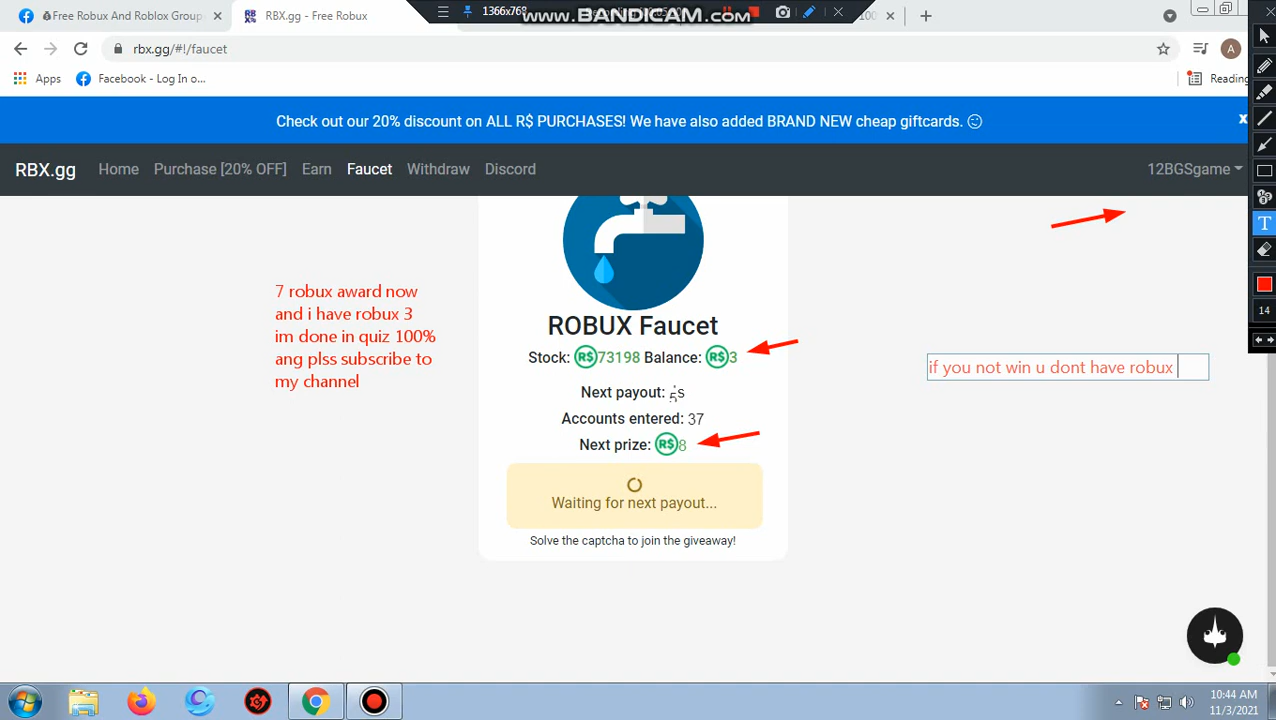 Free Robux And Roblox Group
RBX.gg - Free Robux
1366x768
www.BANDICAM.com
rbx.gg/#!/faucet
A
Apps
Facebook - Log In o...
Reading
Check out our 20% discount on ALL R$ PURCHASES! We have also added BRAND NEW cheap giftcards.
x
RBX.gg
Home
Purchase [20% OFF]
Earn
Faucet
Withdraw
Discord
12BGSgame
7 robux award now
and i have robux 3
im done in quiz 100%
ang plss subscribe to
my channel
ROBUX Faucet
Stock: R$ 73198 Balance: R$ 3
Next payout: s
Accounts entered: 37
Next prize: R$ 8
Waiting for next payout...
Solve the captcha to join the giveaway!
if you not win u dont have robux
T
14
10:44 AM
11/3/2021